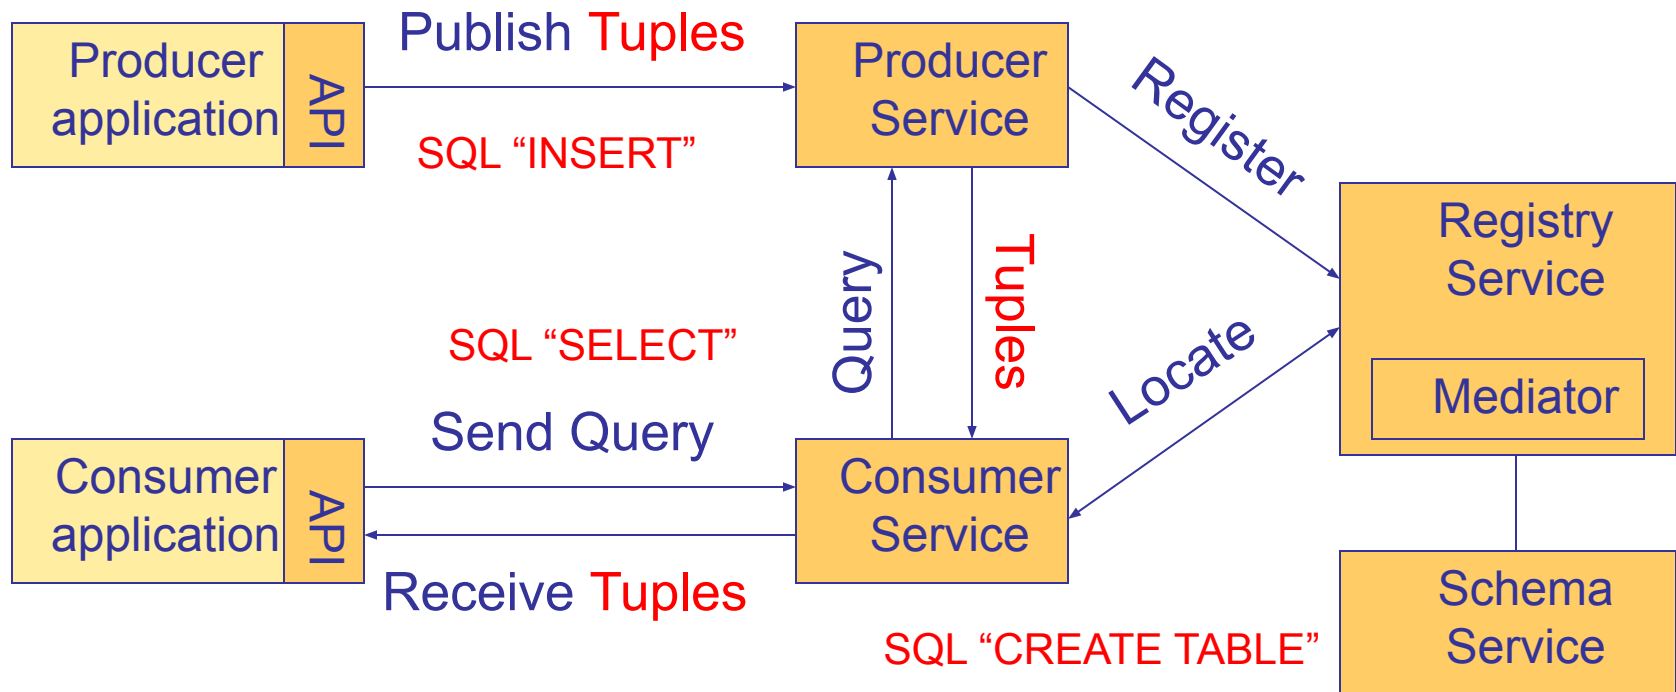 Publish Tuples
Producer
application
API
Producer
Service
SQL “INSERT”
Register
Registry
Service
Mediator
Query
Tuples
Locate
SQL “SELECT”
Send Query
Consumer
application
API
Consumer
Service
Receive Tuples
SQL “CREATE TABLE”
Schema
Service